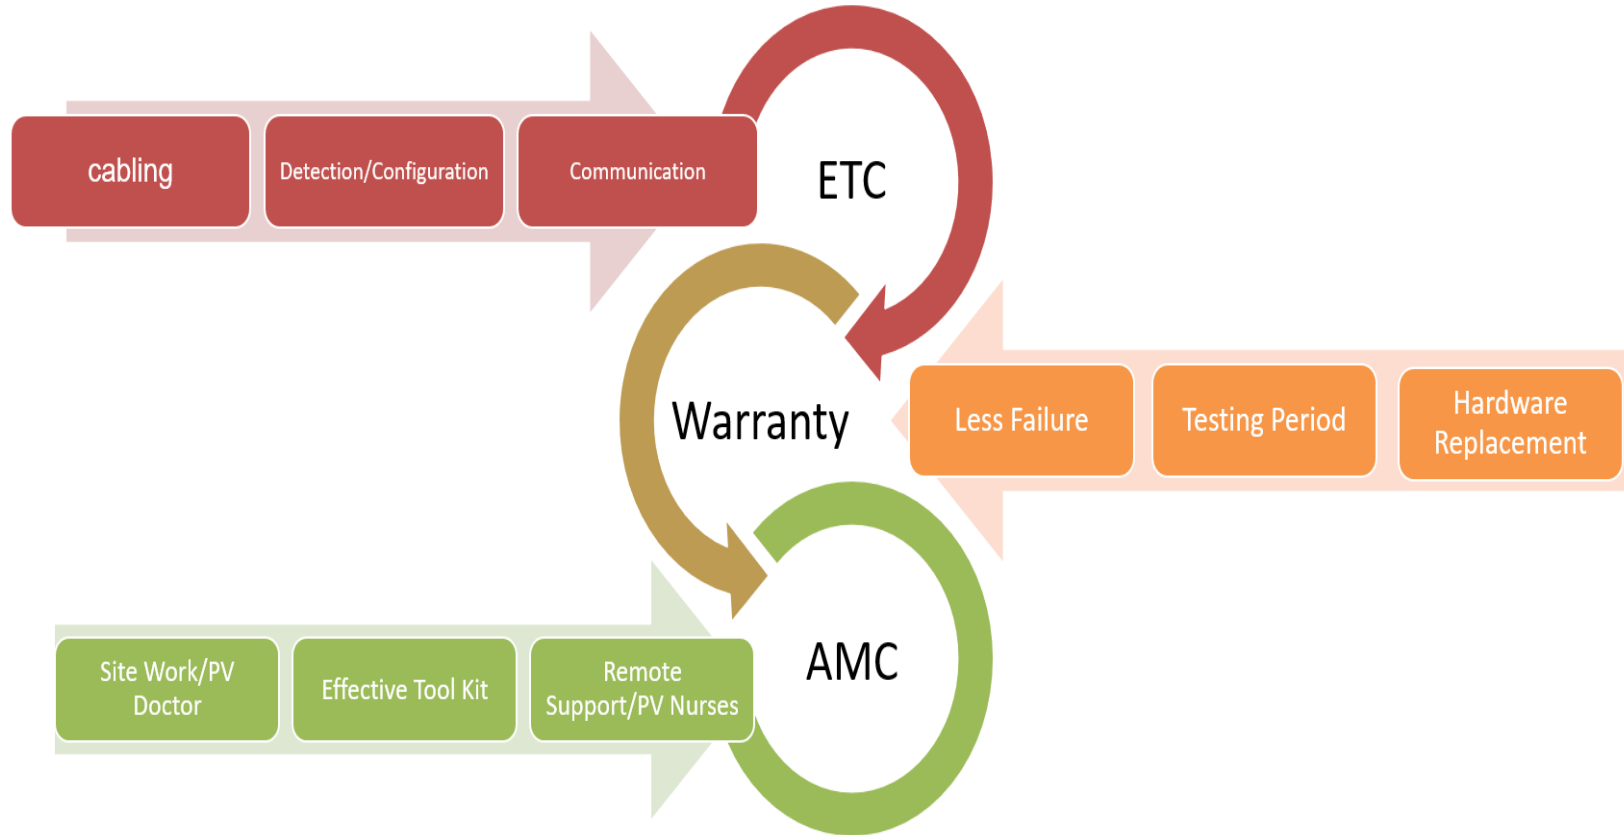 cabling
Detection/Configuration
Communication
ETC
Warranty
Less Failure
Testing Period
Hardware
Replacement
Site Work/PV
Doctor
Effective Tool Kit
Remote
Support/PV Nurses
AMC